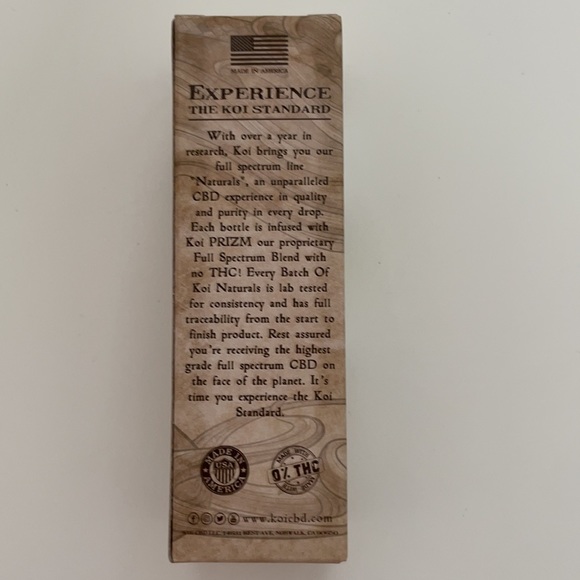 MADE IN AMERICA
EXPERIENCE
THE KOI STANDARD
With over a year in
research, Koi brings you our
full spectrum line
"Naturals", an unparalleled
CBD experience in quality
and purity in every drop.
Each bottle is infused with
Koi PRIZM our proprietary
Full Spectrum Blend with
no THC! Every Batch Of
Koi Naturals is lab tested
for consistency and has full
traceability from the start to
finish product. Rest assured
you're receiving the highest
grade full spectrum CBD on
the face of the planet. It's
time you experience the Koi
Standard.
MADE IN
USA
AMERICA
MADE WITH
0% THC
www.koicbd.com
NORWALK, CA